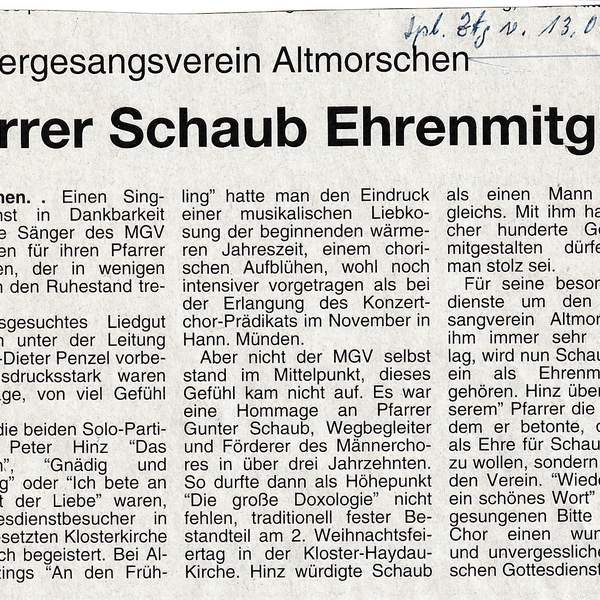 Spl. Ztg v. 13.0
ergesangsverein Altmorschen
rrer Schaub Ehrenmitg
hen. . Einen Sing-
nst in Dankbarkeit
e Sänger des MGV
en für ihren Pfarrer
en, der in wenigen
n den Ruhestand tre-
sgesuchtes Liedgut
n unter der Leitung
-Dieter Penzel vorbe-
sdrucksstark waren
äge, von viel Gefühl
die beiden Solo-Parti-
Peter Hinz “Das
n”, “Gnädig und
g” oder “Ich bete an
t der Liebe” waren,
esdienstbesucher in
esetzten Klosterkirche
ch begeistert. Bei Al-
zings “An den Früh-
ling” hatte man den Eindruck
einer musikalischen Liebko-
sung der beginnenden wärme-
ren Jahreszeit, einem chori-
schen Aufblühen, wohl noch
intensiver vorgetragen als bei
der Erlangung des Konzert-
chor-Prädikats im November in
Hann. Münden.
Aber nicht der MGV selbst
stand im Mittelpunkt, dieses
Gefühl kam nicht auf. Es war
eine Hommage an Pfarrer
Gunter Schaub, Wegbegleiter
und Förderer des Männercho-
res in über drei Jahrzehnten.
So durfte dann als Höhepunkt
“Die große Doxologie” nicht
fehlen, traditionell fester Be-
standteil am 2. Weihnachtsfei-
ertag in der Kloster-Haydau-
Kirche. Hinz würdigte Schaub
als einen Mann
gleichs. Mit ihm ha
cher hunderte Go
mitgestalten dürfe
man stolz sei.
Für seine beson
dienste um den
sangverein Altmor
ihm immer sehr
lag, wird nun Schau
ein als Ehrenm
gehören. Hinz über
serem” Pfarrer die
dem er betonte, d
als Ehre für Schau
zu wollen, sondern
den Verein. “Wiede
ein schönes Wort”
gesungenen Bitte
Chor einen wun
und unvergessliche
schen Gottesdienst